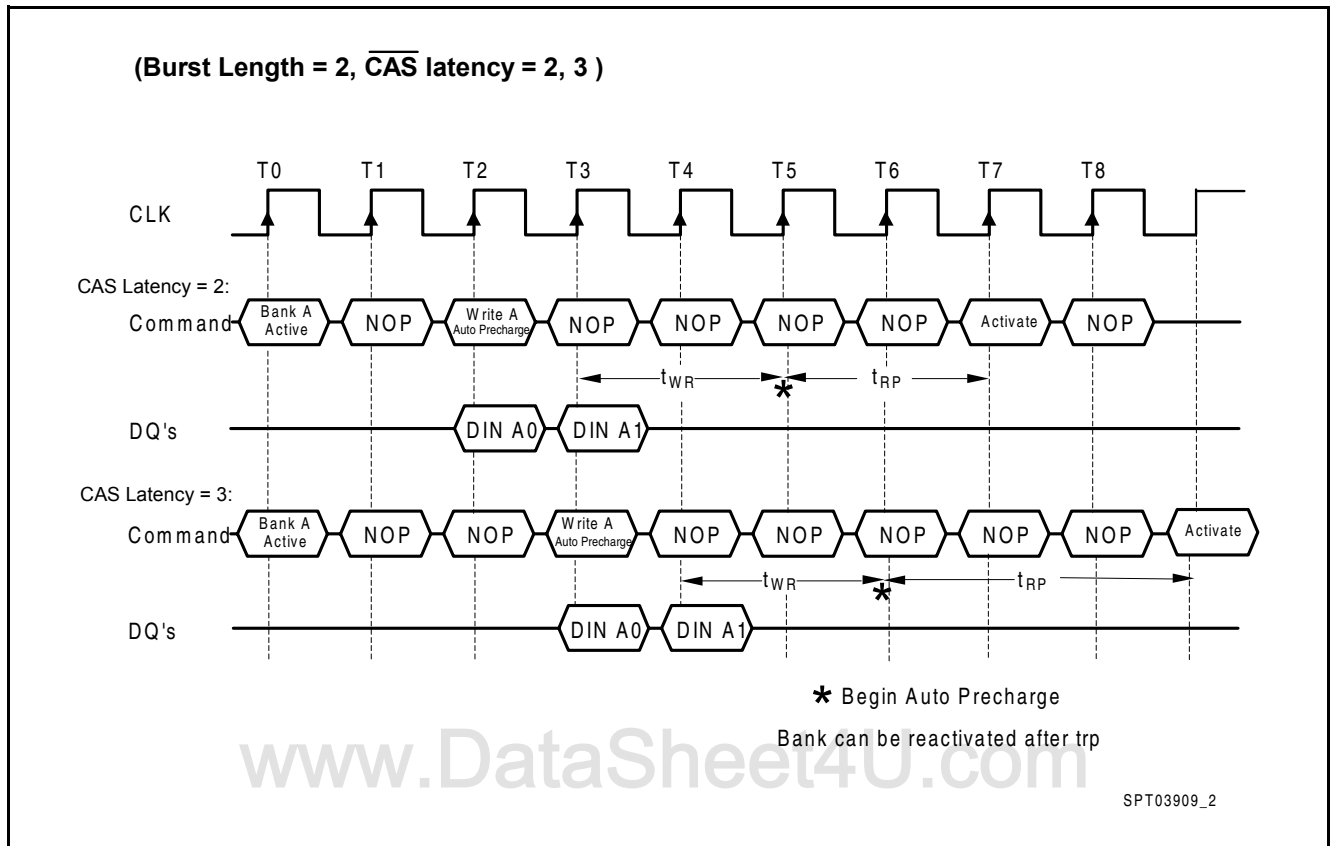 (Burst Length = 2, CAS latency = 2, 3 )
T0 T1 T2 T3 T4 T5 T6 T7 T8
CLK
CAS Latency = 2:
Command Bank A Active NOP Write A Auto Precharge NOP NOP NOP NOP Activate NOP
tWR tRP
*
DQ's DIN A0 DIN A1
CAS Latency = 3:
Command Bank A Active NOP NOP Write A Auto Precharge NOP NOP NOP NOP NOP Activate
tWR tRP
*
DQ's DIN A0 DIN A1
* Begin Auto Precharge
Bank can be reactivated after trp
www.DataSheet4U.com
SPT03909_2